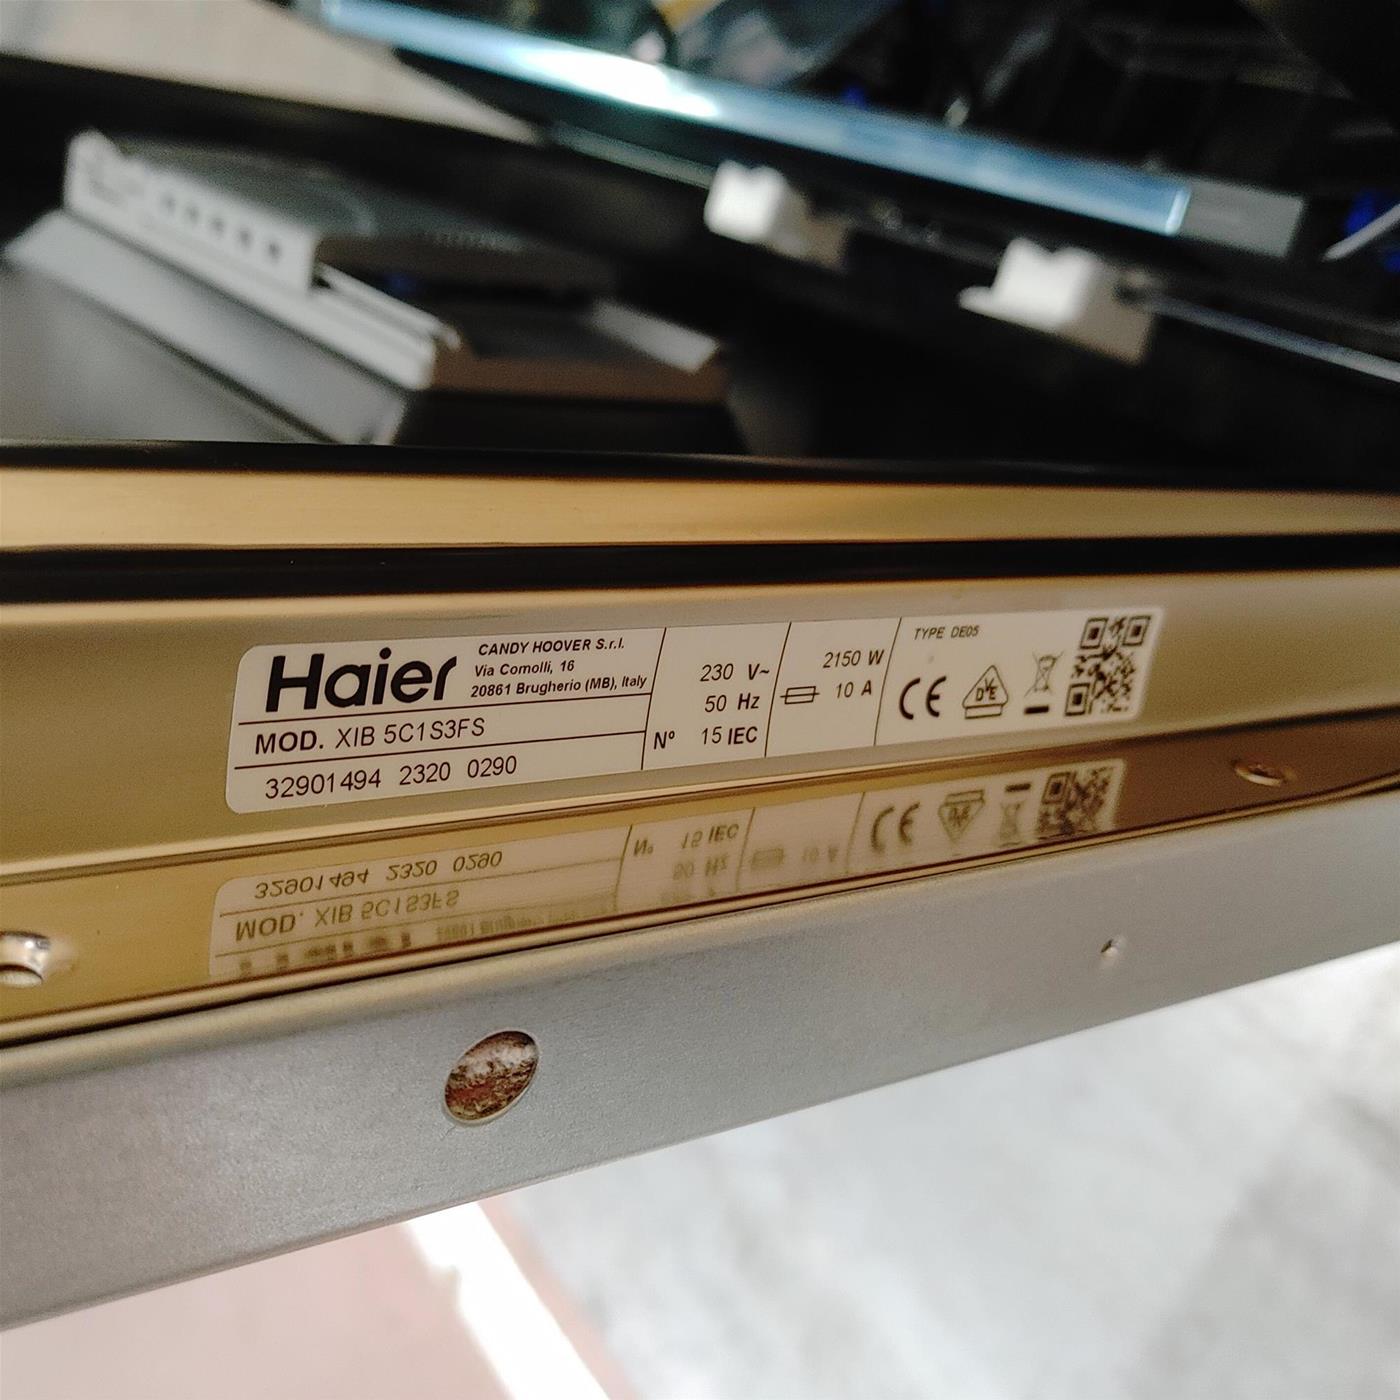 Haier
CANDY HOOVER S.r.l.
Via Comolli, 16
20861 Brugherio (MB), Italy
MOD. XIB 5C1S3FS
32901494 2320 0290
230 V~
50 Hz
Nº 15 IEC
2150 W
10 A
TYPE DE05
CE
DVE